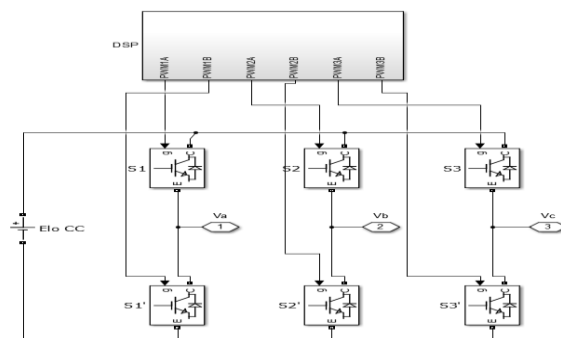 DSP
PWM1A
PWM1B
PWM2A
PWM2B
PWM3A
PWM3B
g C
g C
g C
S1
S2
S3
E
E
E
Va
Vb
Vc
1
2
3
Elo CC
+
g C
g C
g C
S1'
S2'
S3'
E
E
E